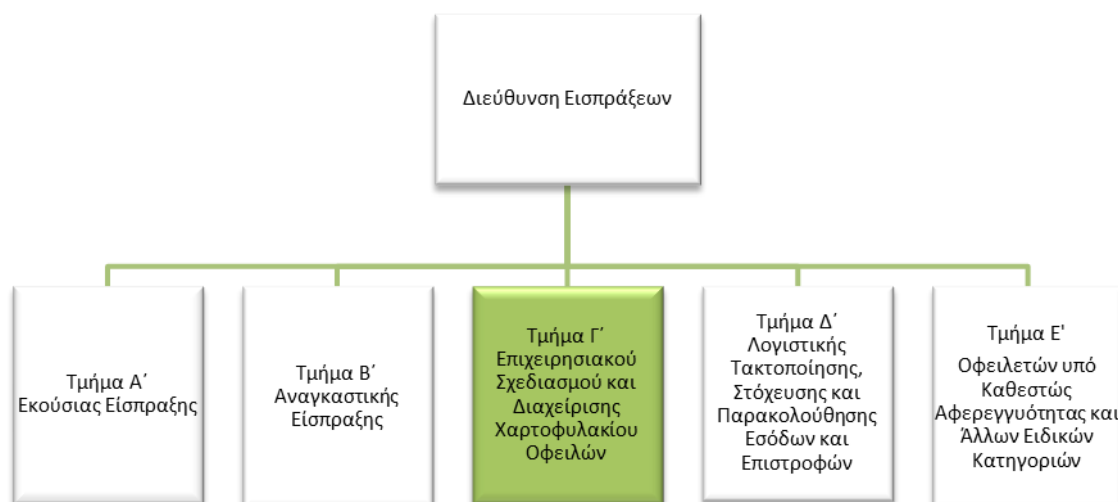 Διεύθυνση Εισπράξεων
Τμήμα Α΄
Εκούσιας Είσπραξης
Τμήμα Β΄
Αναγκαστικής
Είσπραξης
Τμήμα Γ΄
Επιχειρησιακού
Σχεδιασμού και
Διαχείρισης
Χαρτοφυλακίου
Οφειλών
Τμήμα Δ΄
Λογιστικής
Τακτοποίησης,
Στόχευσης και
Παρακολούθησης
Εσόδων και
Επιστροφών
Τμήμα Ε'
Οφειλετών υπό
Καθεστώς
Αφερεγγυότητας και
Άλλων Ειδικών
Κατηγοριών